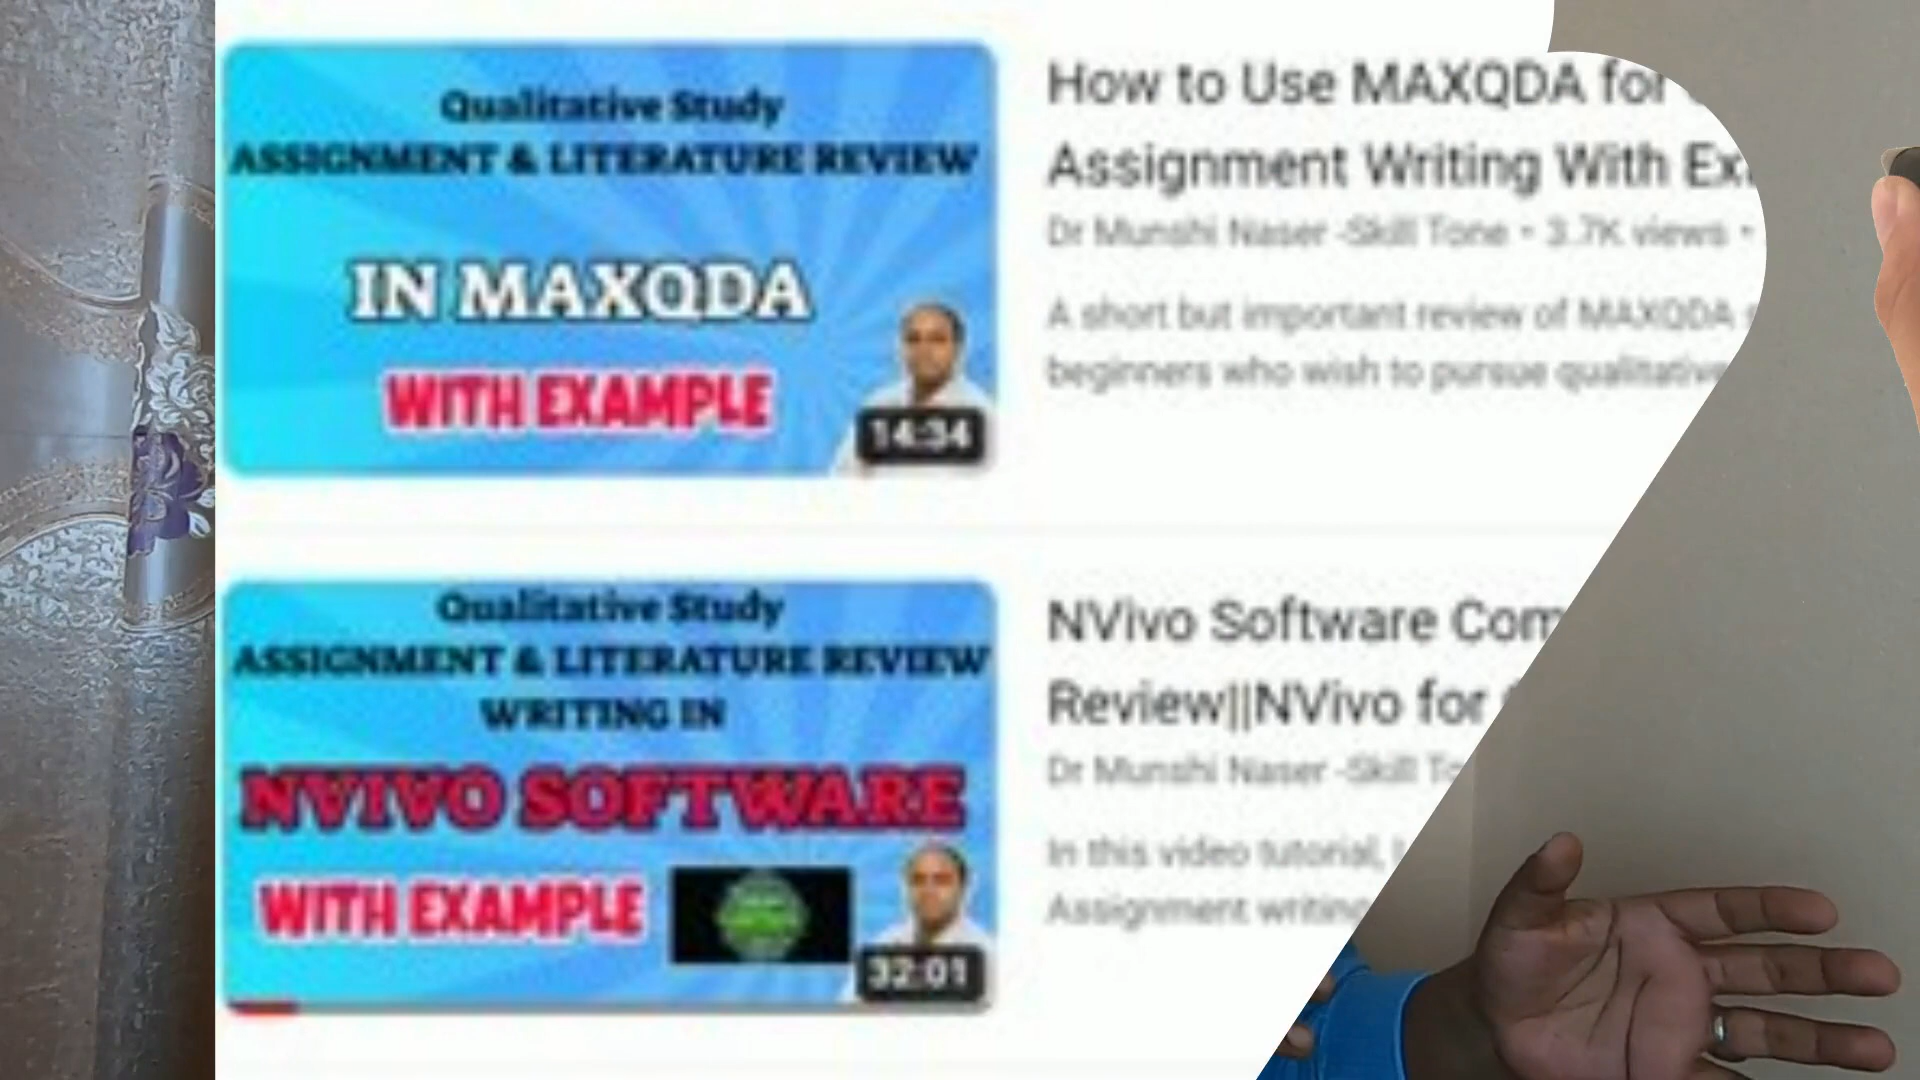 Qualitative Study
ASSIGNMENT & LITERATURE REVIEW
IN MAXQDA
WITH EXAMPLE
14:34
How to Use MAXQDA for
Assignment Writing With
Dr Munshi Naser -Skill Tone • 3.7K views •
A short but important review of MAXQDA
beginners who wish to pursue qualitative
Qualitative Study
ASSIGNMENT & LITERATURE REVIEW
WRITING IN
NVIVO SOFTWARE
WITH EXAMPLE
32:01
NVivo Software
Review||NVivo for
Dr Munshi Naser -Skill
In this video tutorial,
Assignment writing